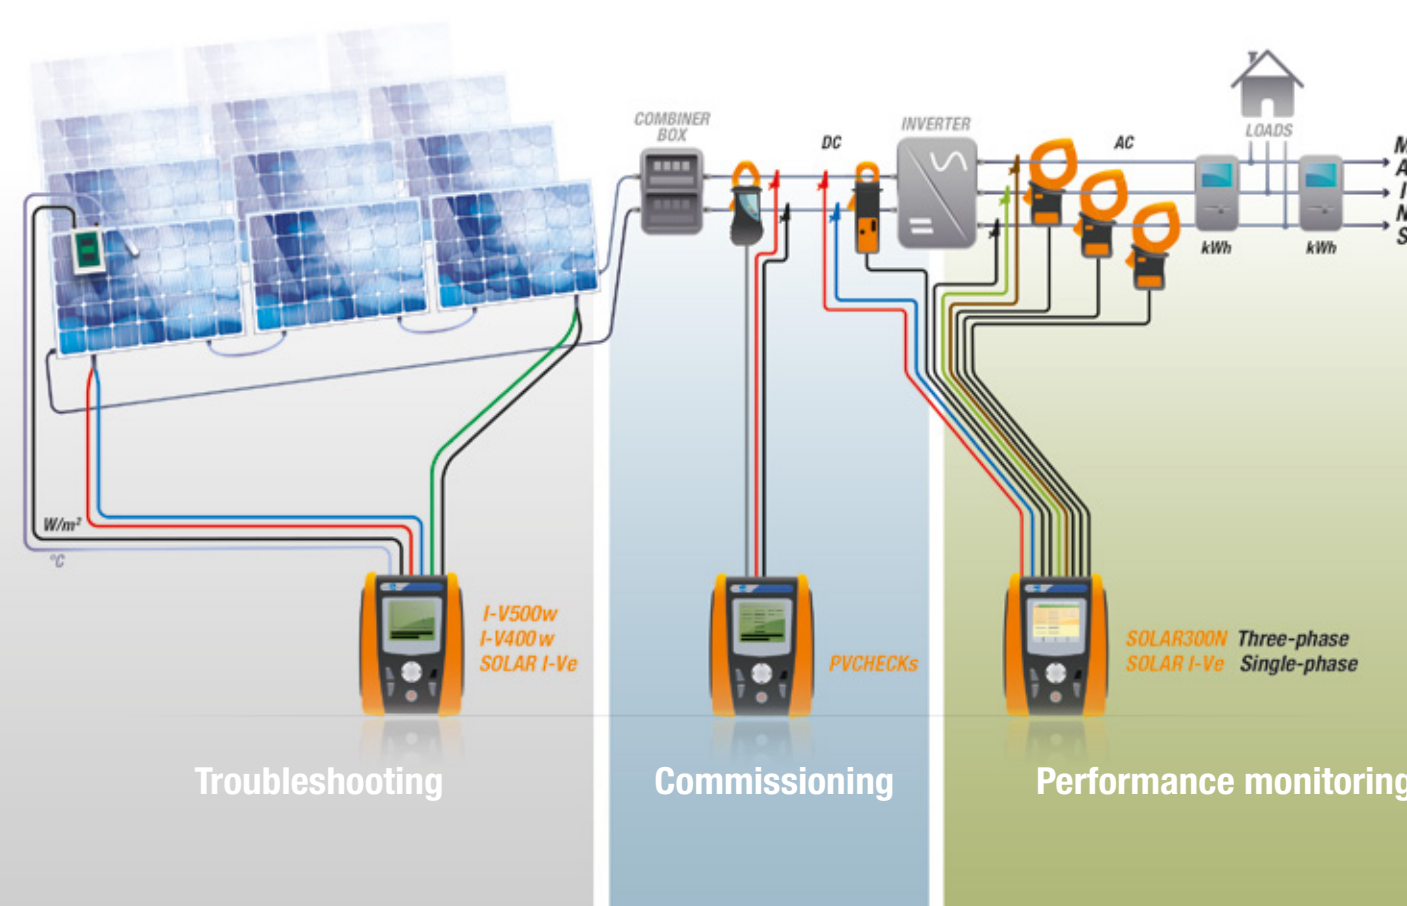 COMBINER
BOX
DC
INVERTER
AC
LOADS
M
A
I
N
S
kWh
kWh
W/m²
°C
I-V500w
I-V400w
SOLAR I-Ve
PVCHECKs
SOLAR300N Three-phase
SOLAR I-Ve Single-phase
Troubleshooting
Commissioning
Performance monitoring